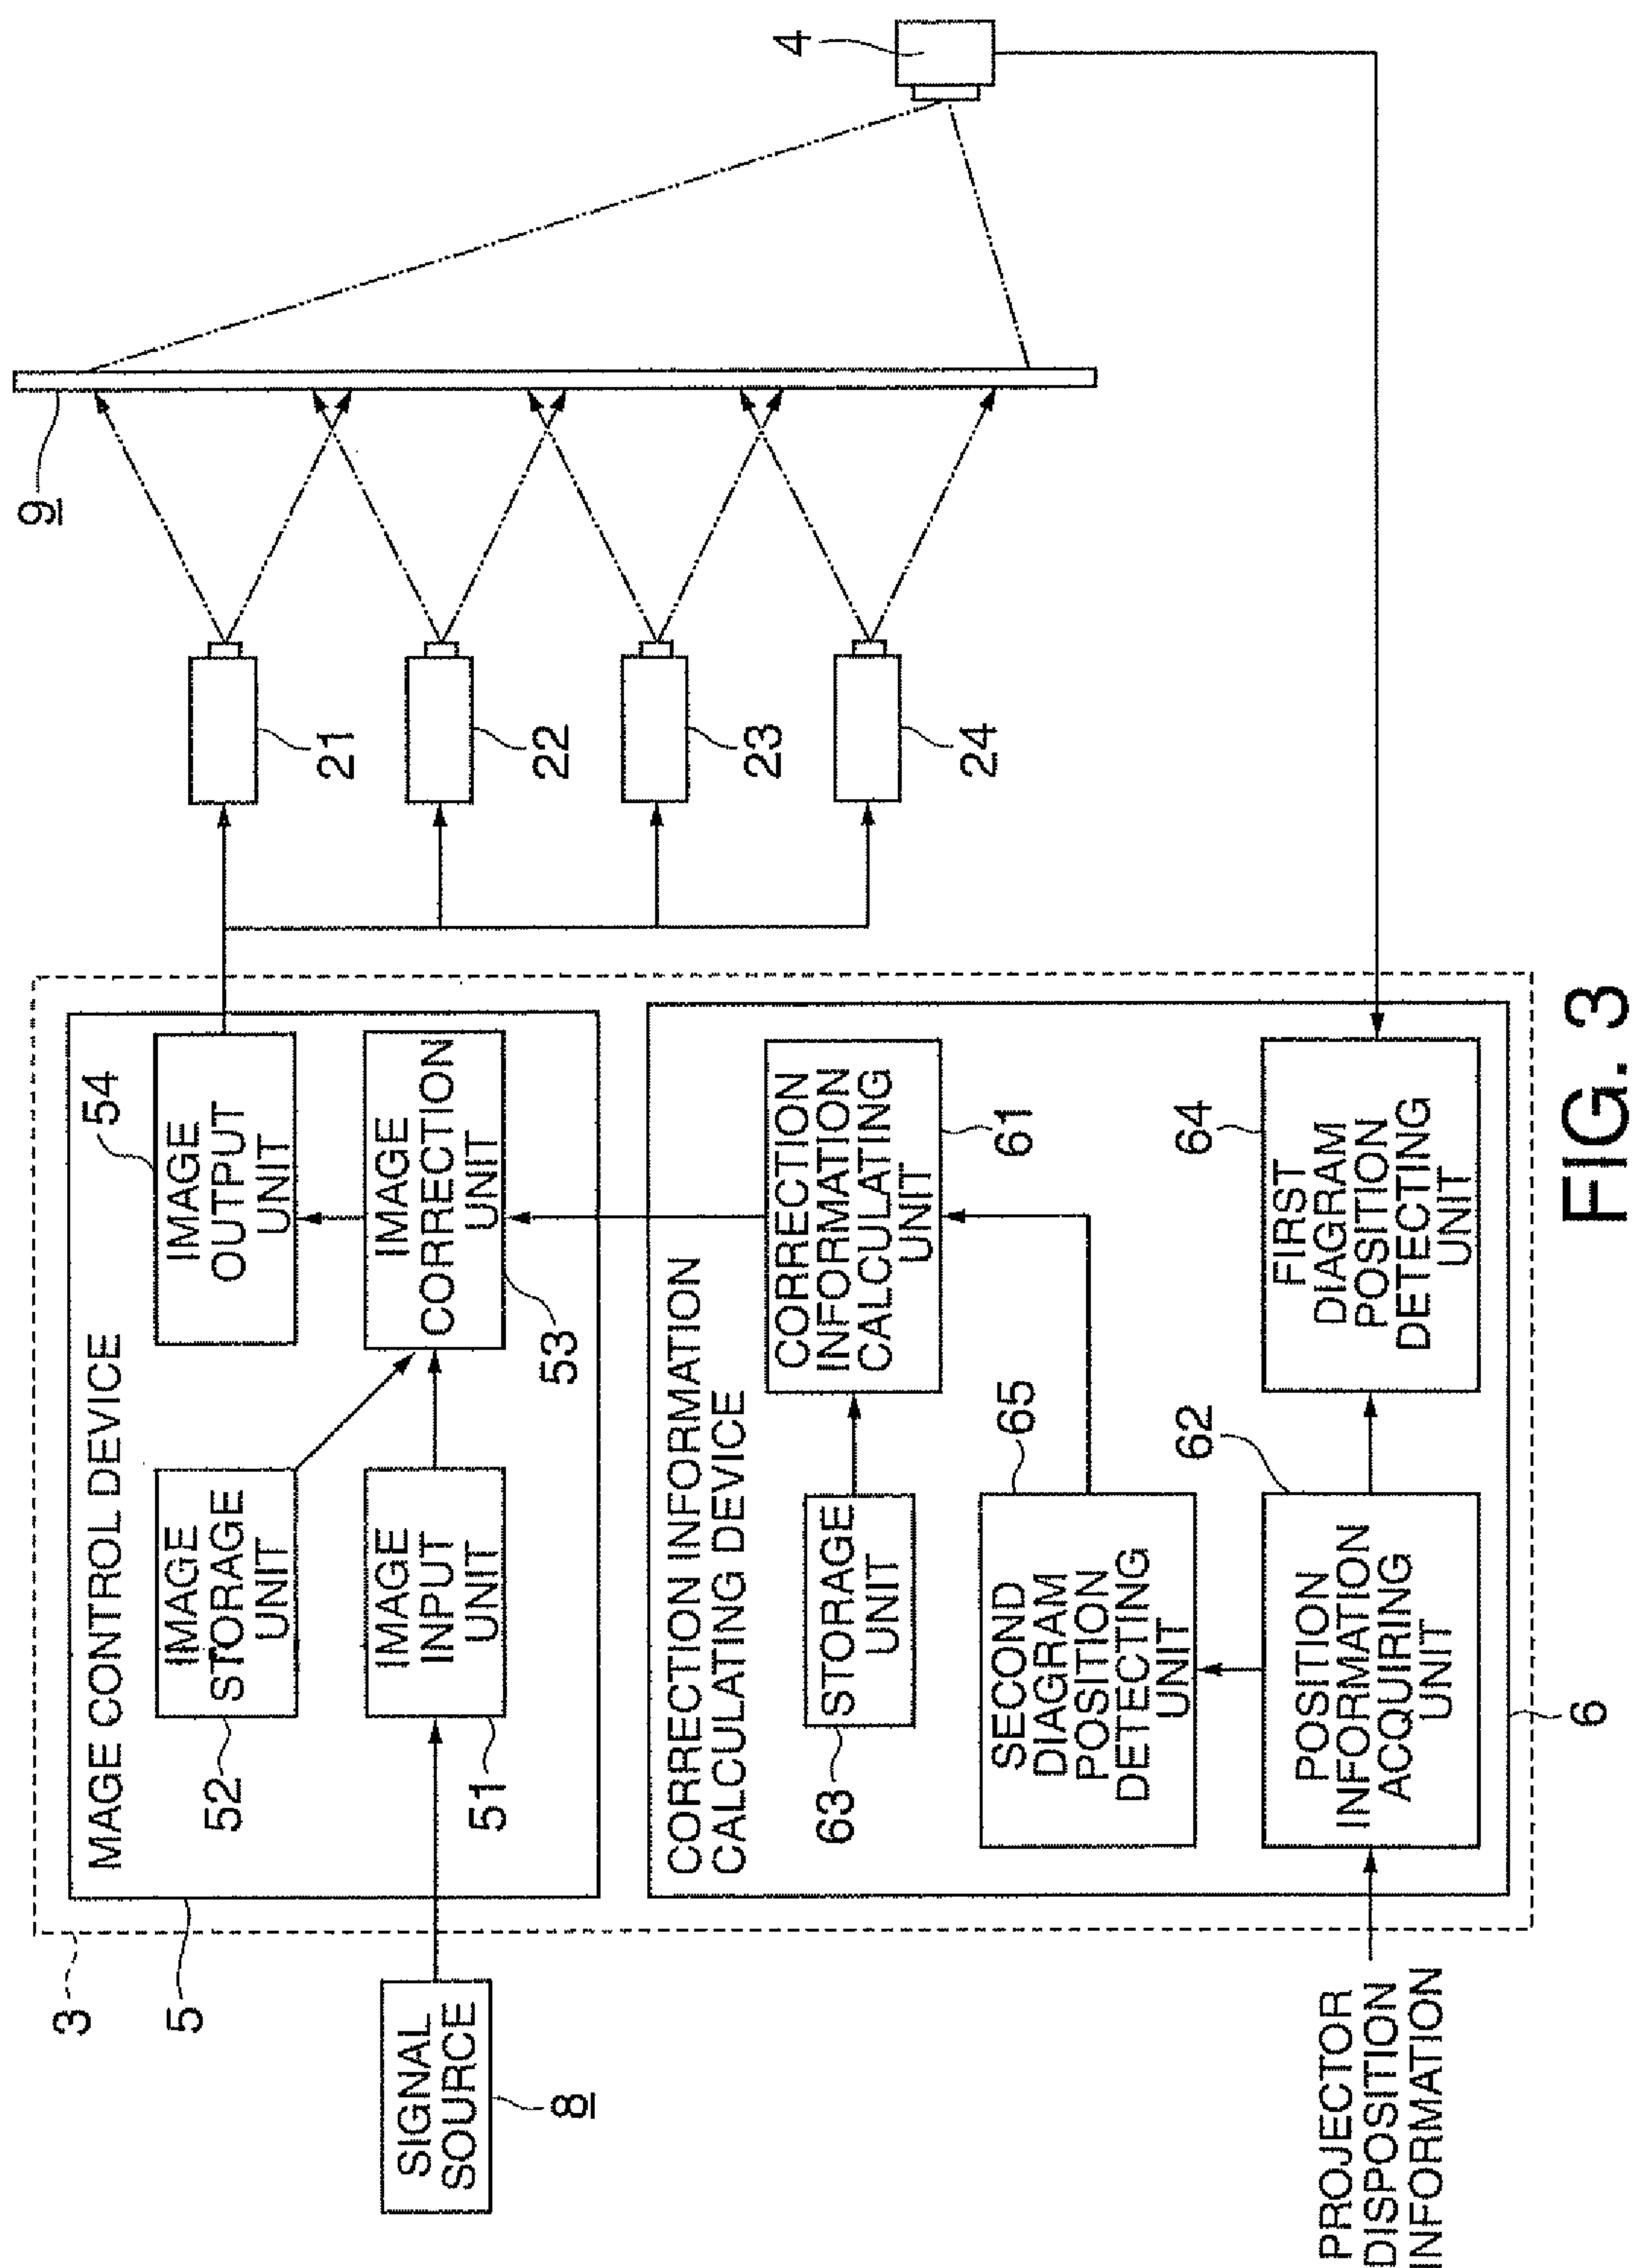 3
5
IMAGE CONTROL DEVICE
52
IMAGE
STORAGE
UNIT
54
IMAGE
OUTPUT
UNIT
SIGNAL
SOURCE
8
51
IMAGE
INPUT
UNIT
IMAGE
CORRECTION
UNIT
53
CORRECTION INFORMATION
CALCULATING DEVICE
63
STORAGE
UNIT
CORRECTION
INFORMATION
CALCULATING
UNIT
61
65
SECOND
DIAGRAM
POSITION
DETECTING
UNIT
62
POSITION
INFORMATION
ACQUIRING
UNIT
64
FIRST
DIAGRAM
POSITION
DETECTING
UNIT
6
PROJECTOR
DISPOSITION
INFORMATION
21
22
23
24
9
4
FIG. 3